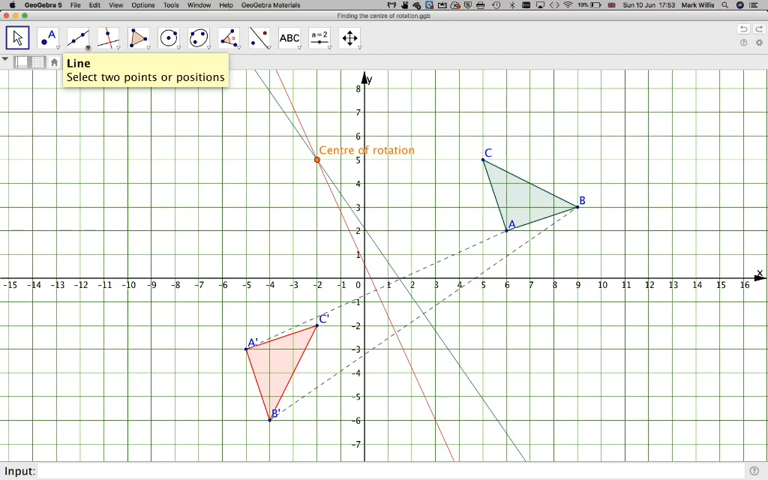 GeoGebra 5 File Edit View Options Tools Window Help GeoGebra Materials 19% Sun 10 Jun 17:53 Mark Willis
Finding the centre of rotation.ggb
A ABC a=2
Line
Select two points or positions
y
8
7
6
Centre of rotation
C
5
4
B
3
A
2
1
x
-15 -14 -13 -12 -11 -10 -9 -8 -7 -6 -5 -4 -3 -2 -1 0 1 2 3 4 5 6 7 8 9 10 11 12 13 14 15 16
-1
C'
-2
A'
-3
-4
-5
B'
-6
-7
Input: